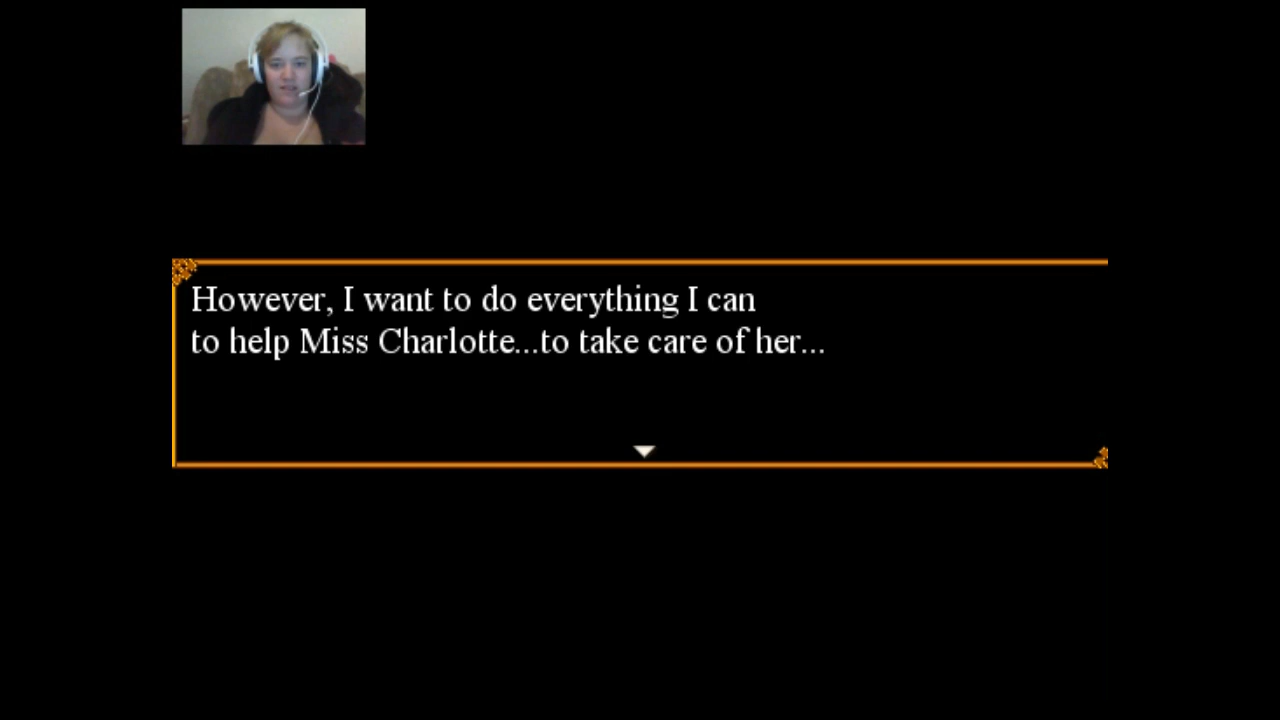 However, I want to do everything I can
to help Miss Charlotte...to take care of her...